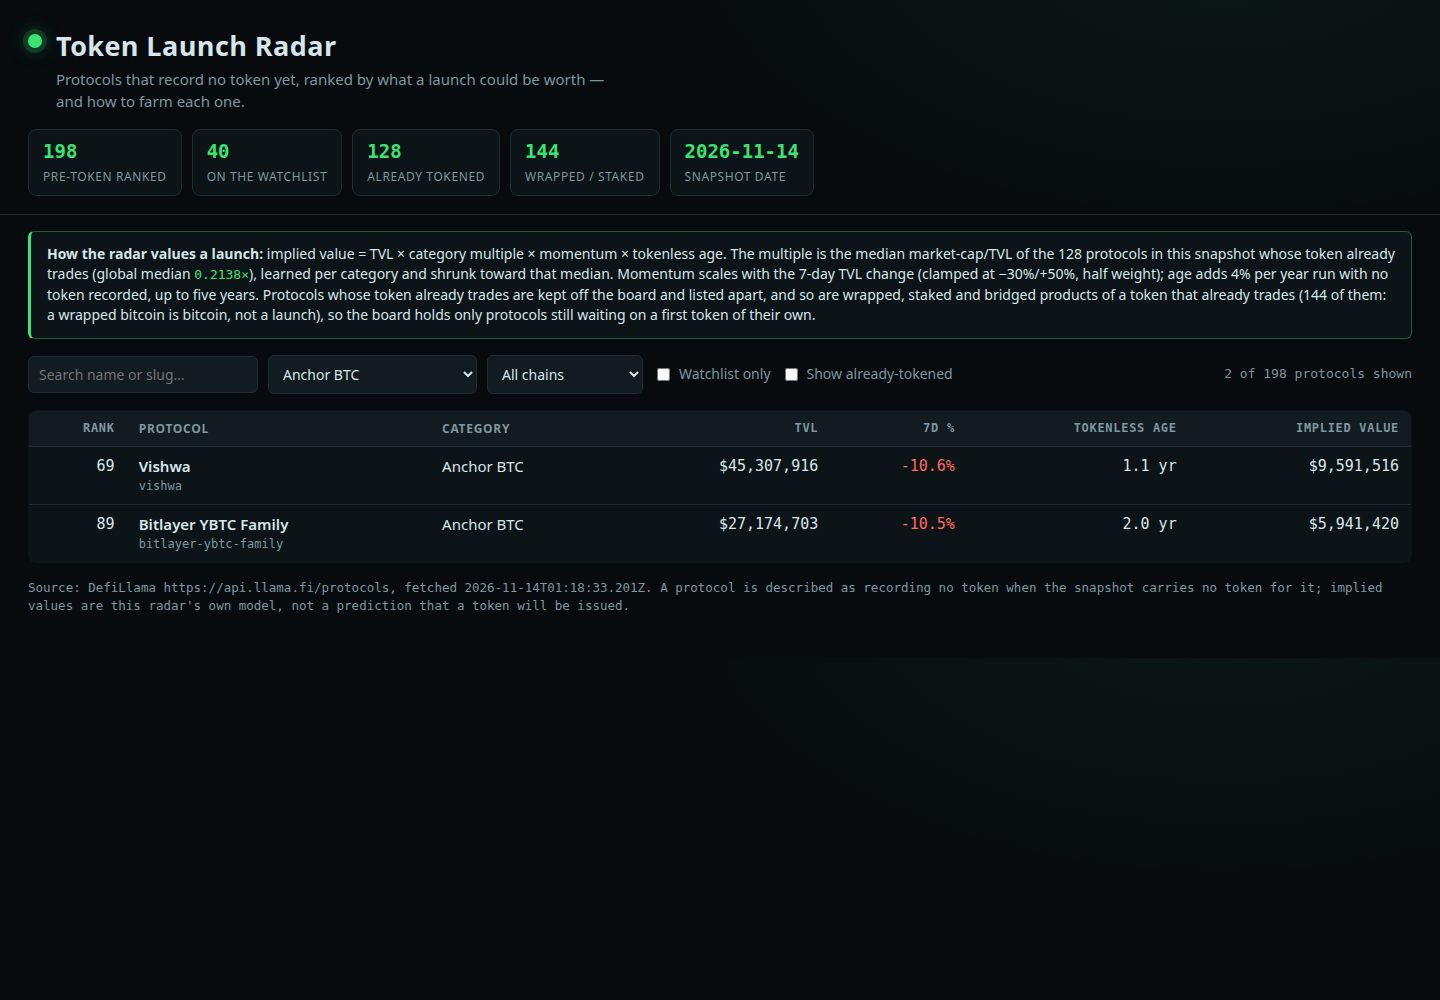 Token Launch Radar
Protocols that record no token yet, ranked by what a launch could be worth —
and how to farm each one.
198
PRE-TOKEN RANKED
40
ON THE WATCHLIST
128
ALREADY TOKENED
144
WRAPPED / STAKED
2026-11-14
SNAPSHOT DATE
How the radar values a launch: implied value = TVL × category multiple × momentum × tokenless age. The multiple is the median market-cap/TVL of the 128 protocols in this snapshot whose token already
trades (global median 0.2138×), learned per category and shrunk toward that median. Momentum scales with the 7-day TVL change (clamped at −30%/+50%, half weight); age adds 4% per year run with no
token recorded, up to five years. Protocols whose token already trades are kept off the board and listed apart, and so are wrapped, staked and bridged products of a token that already trades (144 of them:
a wrapped bitcoin is bitcoin, not a launch), so the board holds only protocols still waiting on a first token of their own.
Search name or slug... Anchor BTC All chains Watchlist only Show already-tokened 2 of 198 protocols shown
RANK PROTOCOL CATEGORY TVL 7D % TOKENLESS AGE IMPLIED VALUE
69 Vishwa Anchor BTC $45,307,916 -10.6% 1.1 yr $9,591,516
vishwa
89 Bitlayer YBTC Family Anchor BTC $27,174,703 -10.5% 2.0 yr $5,941,420
bitlayer-ybtc-family
Source: DefiLlama https://api.llama.fi/protocols, fetched 2026-11-14T01:18:33.201Z. A protocol is described as recording no token when the snapshot carries no token for it; implied
values are this radar's own model, not a prediction that a token will be issued.